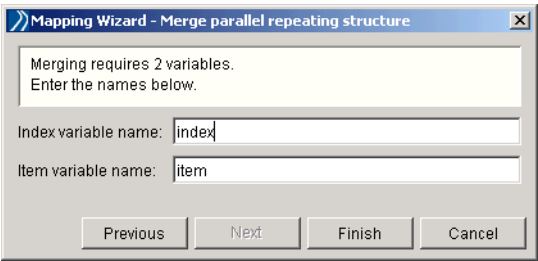 Mapping Wizard - Merge parallel repeating structure
Merging requires 2 variables.
Enter the names below.
Index variable name: index
Item variable name: item
Previous Next Finish Cancel